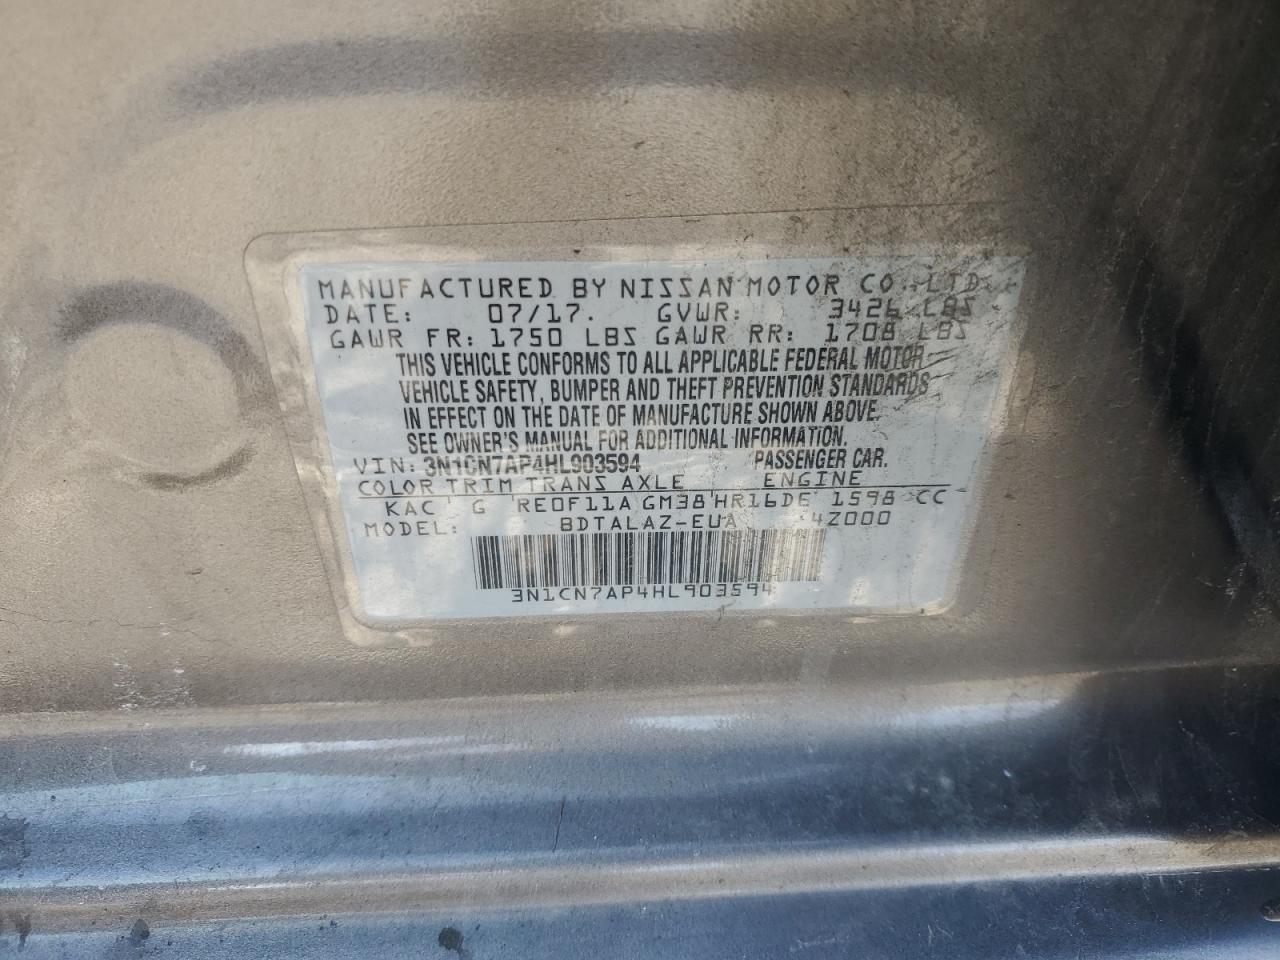 MANUFACTURED BY NISSAN MOTOR CO.,LTD.
DATE: 07/17. GVWR: 3426 LBS
GAWR FR: 1750 LBS GAWR RR: 1708 LBS
THIS VEHICLE CONFORMS TO ALL APPLICABLE FEDERAL MOTOR
VEHICLE SAFETY, BUMPER AND THEFT PREVENTION STANDARDS
IN EFFECT ON THE DATE OF MANUFACTURE SHOWN ABOVE.
SEE OWNER'S MANUAL FOR ADDITIONAL INFORMATION.
VIN: 3N1CN7AP4HL903594 PASSENGER CAR.
COLOR TRIM TRANS AXLE ENGINE
KAC G RE0F11A GM38 HR16DE 1598 CC
MODEL: BDTALAZ-EUA 4Z000
3N1CN7AP4HL903594